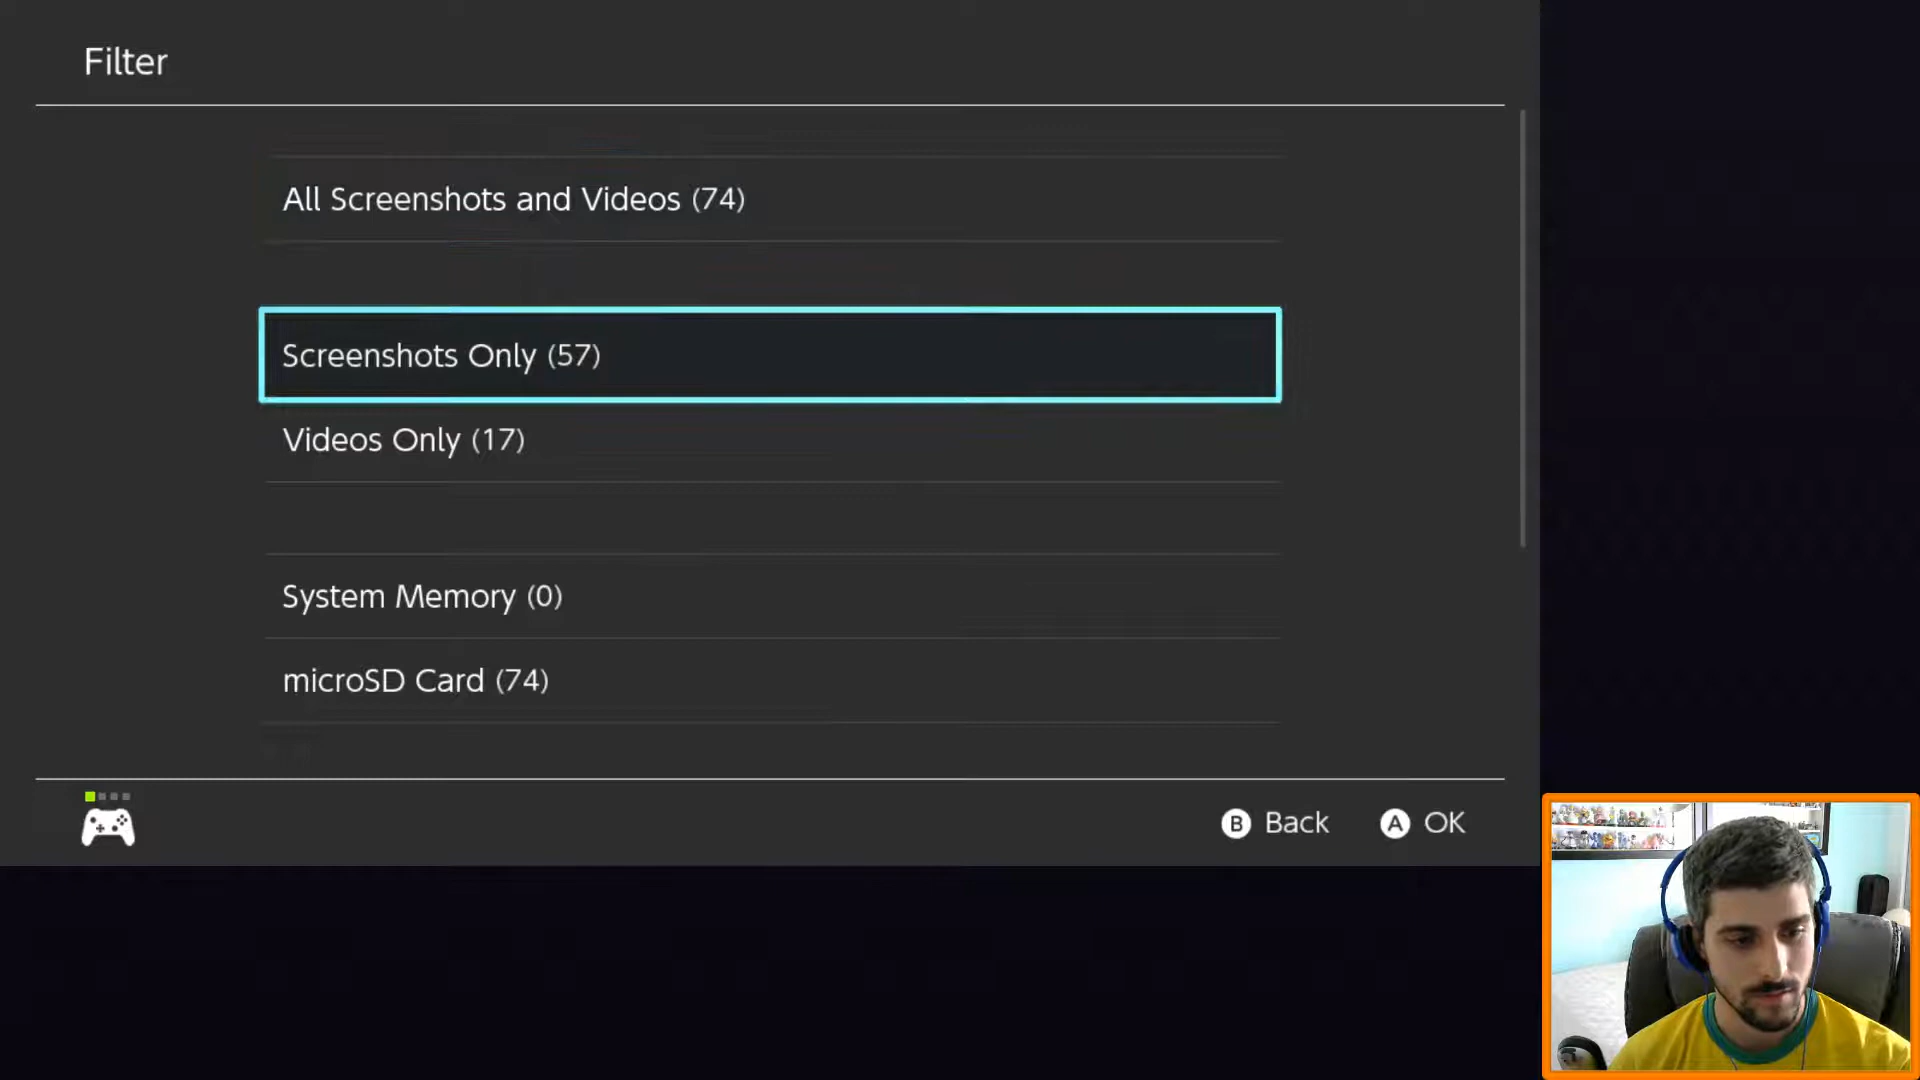 Filter
All Screenshots and Videos (74)
Screenshots Only (57)
Videos Only (17)
System Memory (0)
microSD Card (74)
B Back A OK